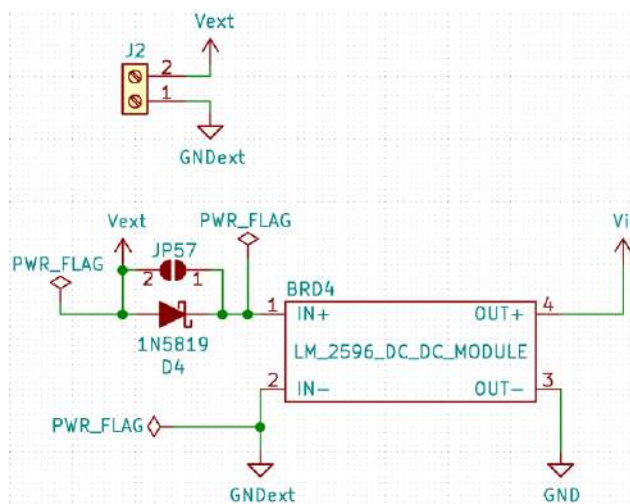 Vext
J2
2
1
GNDext
Vext
PWR_FLAG
JP57
PWR_FLAG
2 1
Vi
BRD4
1 IN+ OUT+ 4
1N5819
D4
LM_2596_DC_DC_MODULE
2 IN- OUT- 3
PWR_FLAG
GNDext
GND